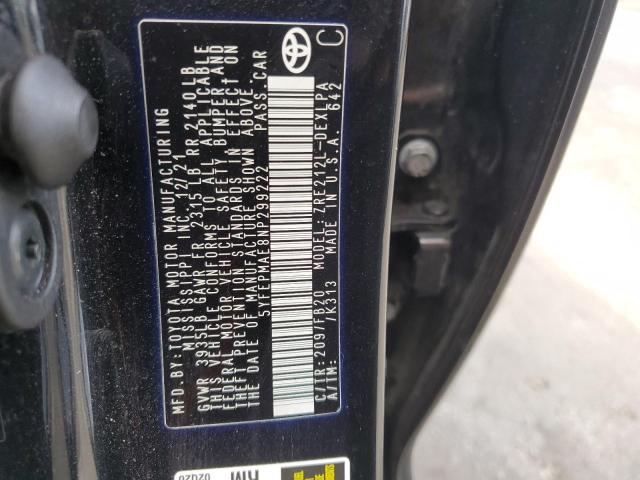 MFD. BY: TOYOTA MOTOR MANUFACTURING
MISSISSIPPI INC. 12/21
GVWR 3935LB GAWR FR 2315LB RR 2140LB
THIS VEHICLE CONFORMS TO ALL APPLICABLE
FEDERAL MOTOR VEHICLE SAFETY, BUMPER AND
THEFT PREVENTION STANDARDS IN EFFECT ON
THE DATE OF MANUFACTURE SHOWN ABOVE.
5YFEPMAE8NP299222 PASS. CAR
C
C/TR: 209/FB20 MODEL: ZRE212L-DEXLPA
A/TM: /K313 MADE IN U.S.A. 642